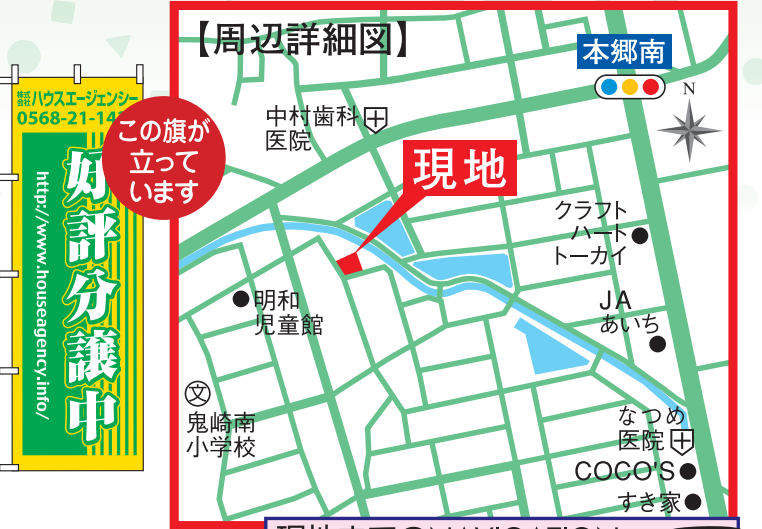 【周辺詳細図】
本郷南
N
中村歯科
医院
現地
クラフト
ハート
トーカイ
JA
あいち
明和
児童館
文
鬼崎南
小学校
なつめ
医院
COCO'S
すき家
株式会社ハウスエージェンシー
0568-21-14
この旗が
立って
います
好評分譲中
http://www.houseagency.info/